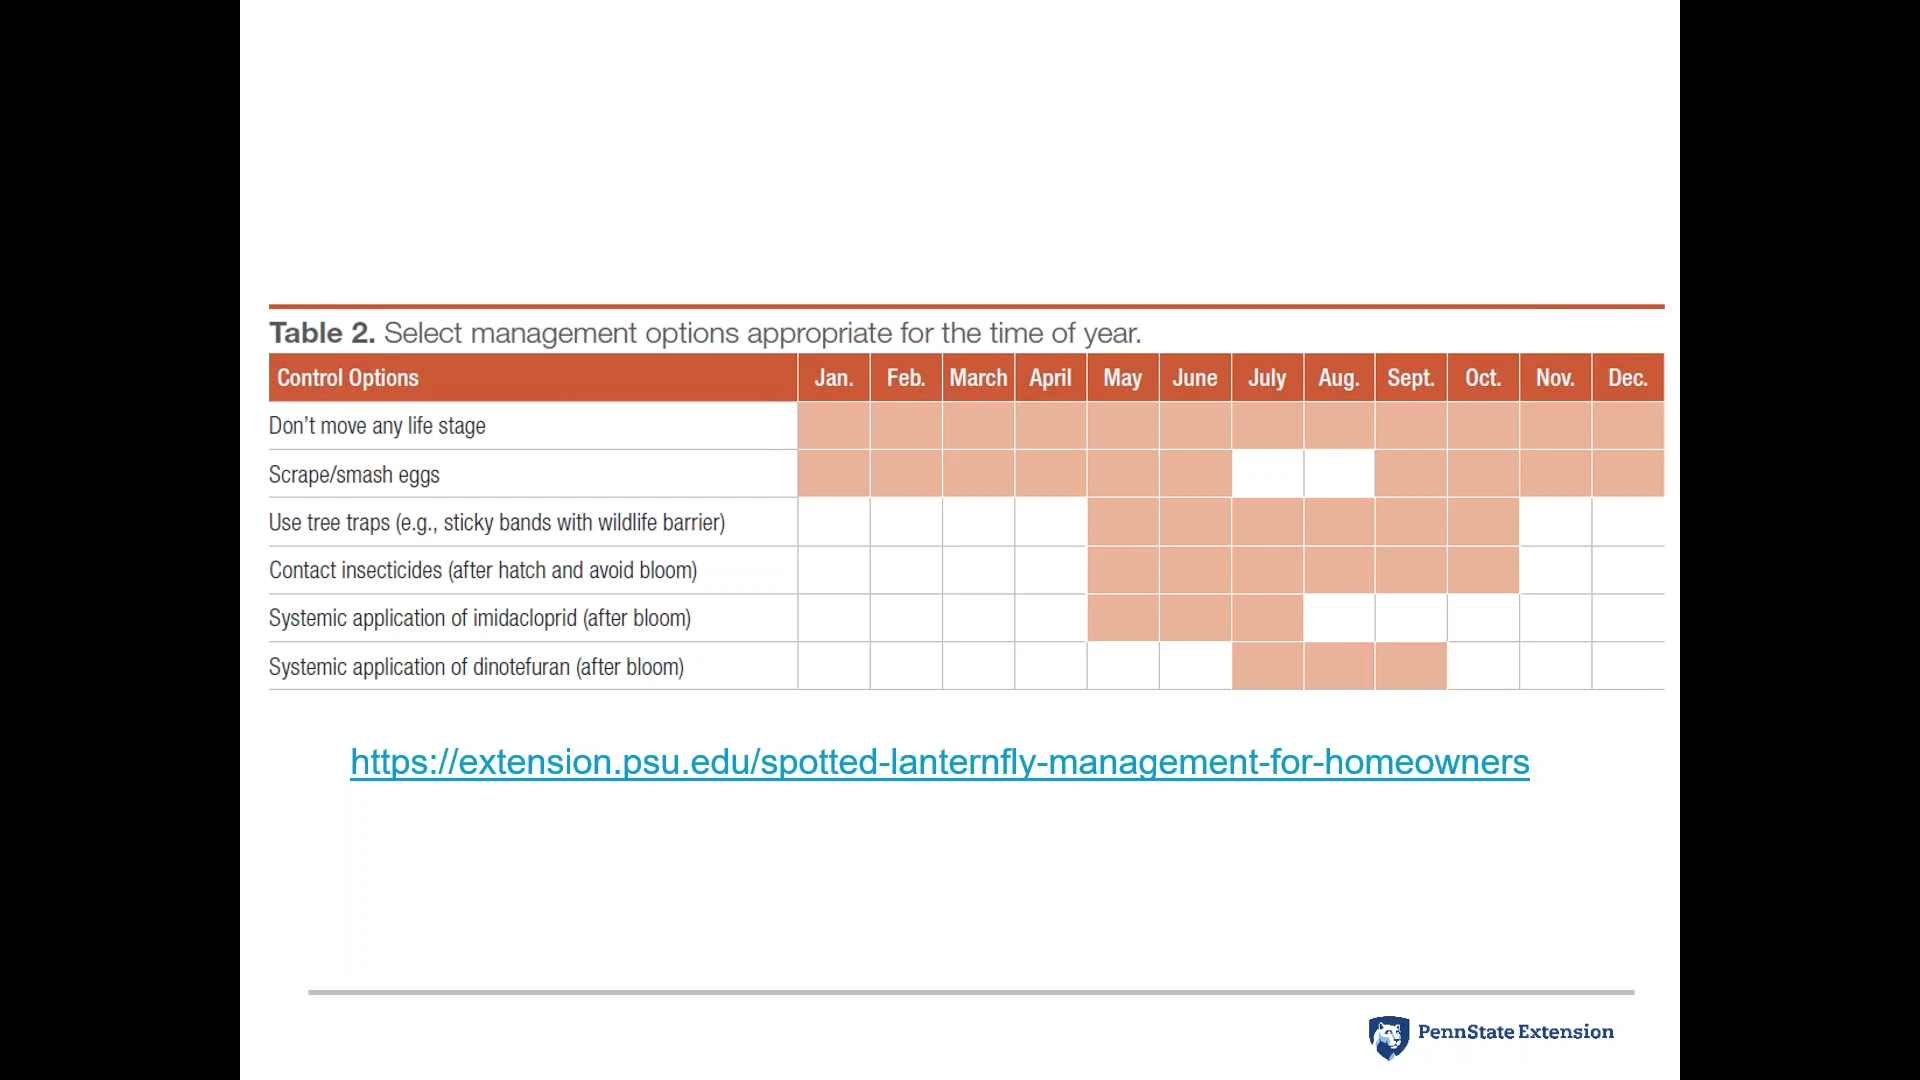 Table 2. Select management options appropriate for the time of year.
Control Options Jan. Feb. March April May June July Aug. Sept. Oct. Nov. Dec.
Don’t move any life stage
Scrape/smash eggs
Use tree traps (e.g., sticky bands with wildlife barrier)
Contact insecticides (after hatch and avoid bloom)
Systemic application of imidacloprid (after bloom)
Systemic application of dinotefuran (after bloom)
https://extension.psu.edu/spotted-lanternfly-management-for-homeowners
PennState Extension